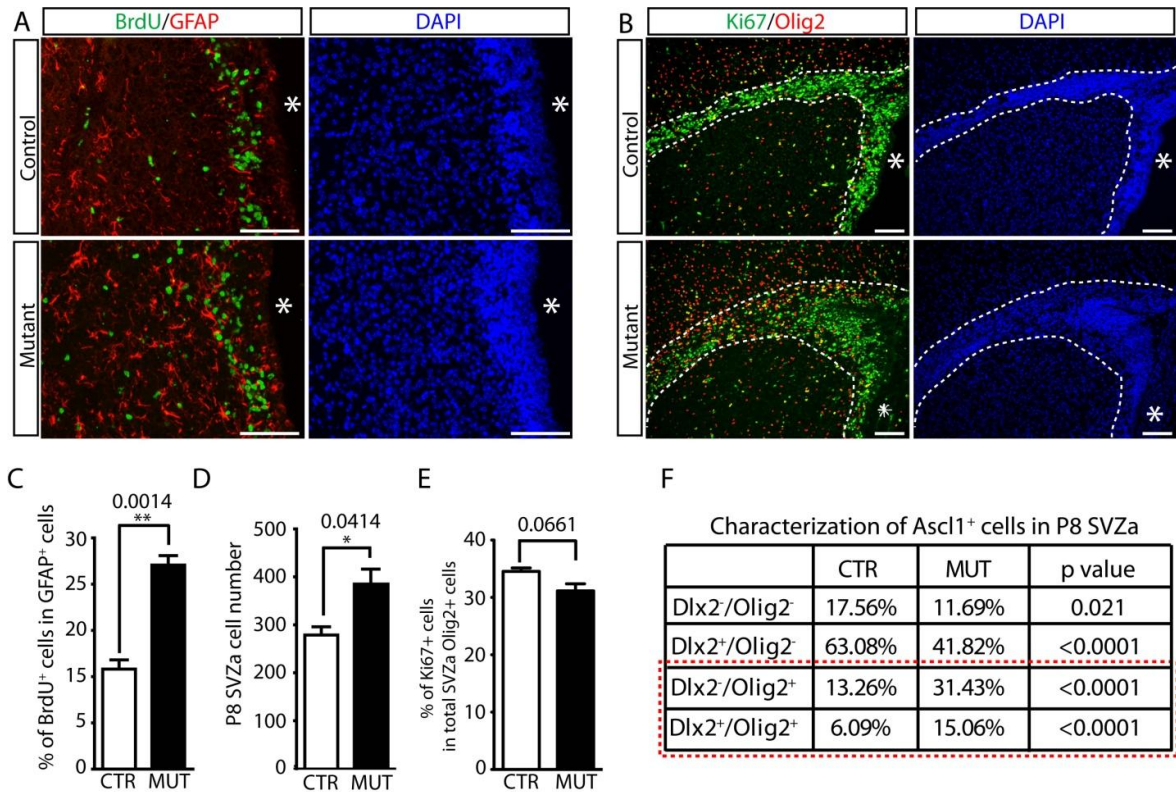 A
BrdU/GFAP
DAPI
B
Ki67/Olig2
DAPI
Control
*
*
Control
*
*
Mutant
*
*
Mutant
*
*
C
% of BrdU⁺ cells in GFAP⁺ cells
0.0014
**
30
25
20
15
15
10
5
0
CTR MUT
D
P8 SVZa cell number
0.0414
*
500
400
300
200
100
0
CTR MUT
E
% of Ki67+ cells
in total SVZa Olig2+ cells
0.0661
40
30
20
10
0
CTR MUT
F
Characterization of Ascl1⁺ cells in P8 SVZa
CTR MUT p value
Dlx2⁻/Olig2⁻ 17.56% 11.69% 0.021
Dlx2⁺/Olig2⁻ 63.08% 41.82% <0.0001
Dlx2⁻/Olig2⁺ 13.26% 31.43% <0.0001
Dlx2⁺/Olig2⁺ 6.09% 15.06% <0.0001